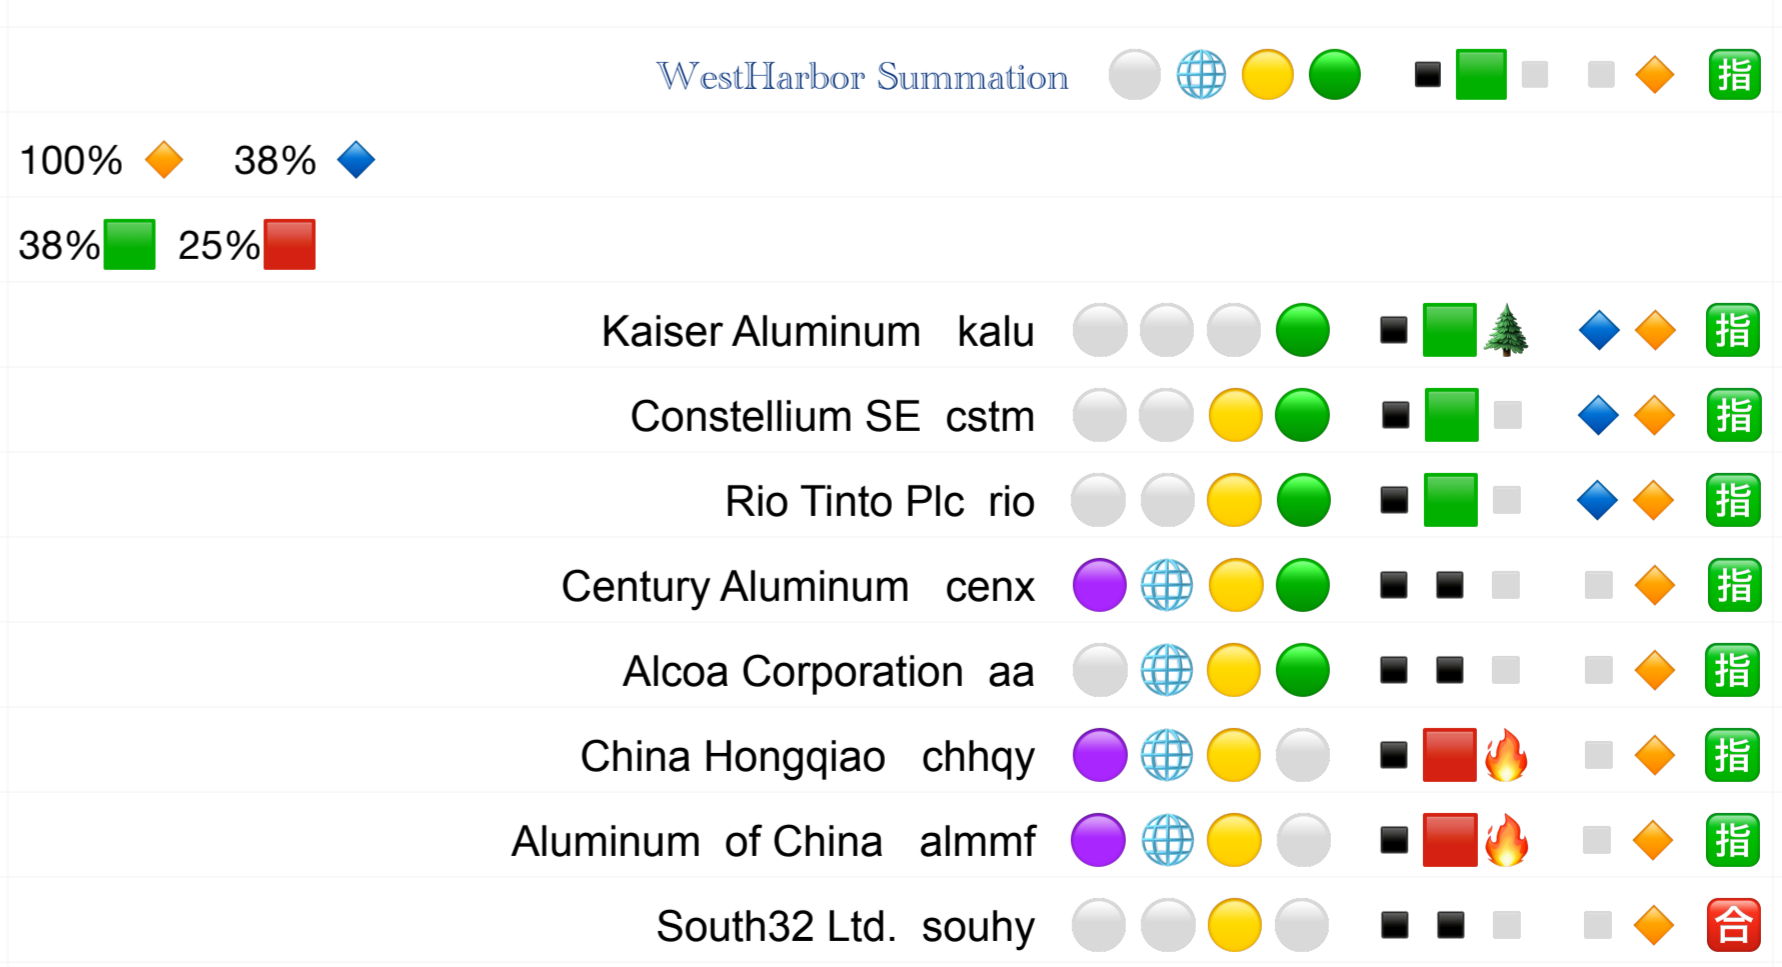 WestHarbor Summation 指
100% 38%
38% 25%
Kaiser Aluminum kalu 指
Constellium SE cstm 指
Rio Tinto Plc rio 指
Century Aluminum cenx 指
Alcoa Corporation aa 指
China Hongqiao chhqy 指
Aluminum of China almmf 指
South32 Ltd. souhy 合